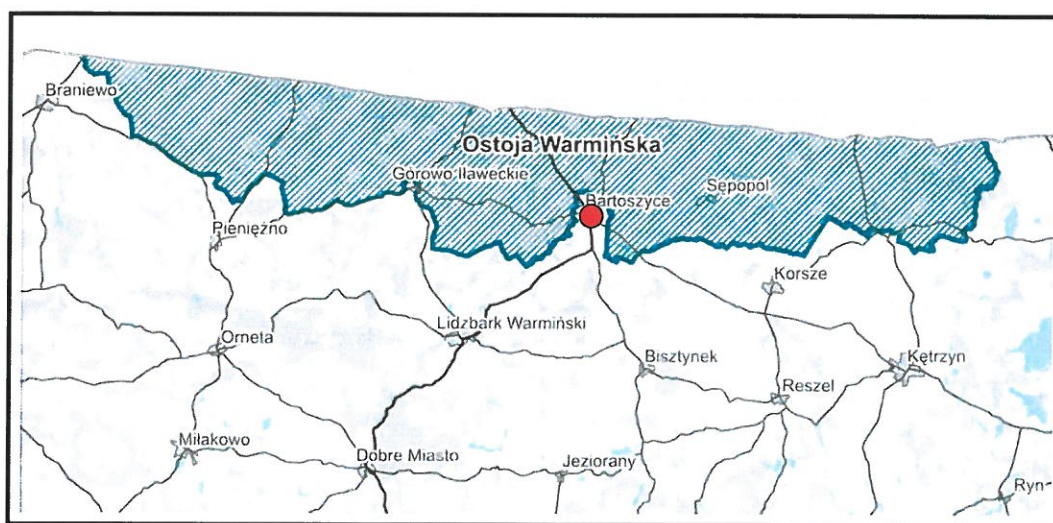 Braniewo
Ostoja Warmińska
Górowo Iławeckie
Sępopol
Bartoszyce
Pieniężno
Korsze
Lidzbark Warmiński
Orneta
Bisztynek
Kętrzyn
Reszel
Miłakowo
Dobre Miasto
Jeziorany
Ryn